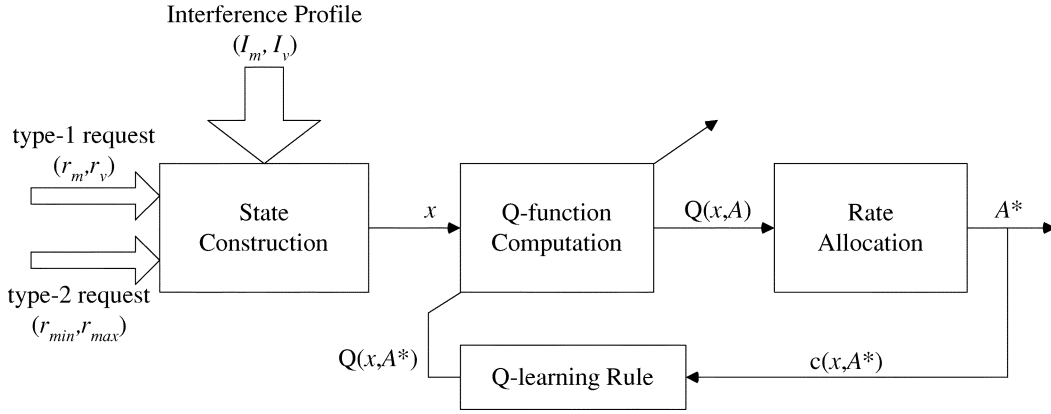 Interference Profile
(I_m, I_v)
type-1 request
(r_m,r_v)
State
Construction
x
Q-function
Computation
Q(x,A)
Rate
Allocation
A*
type-2 request
(r_min,r_max)
Q(x,A*)
Q-learning Rule
c(x,A*)